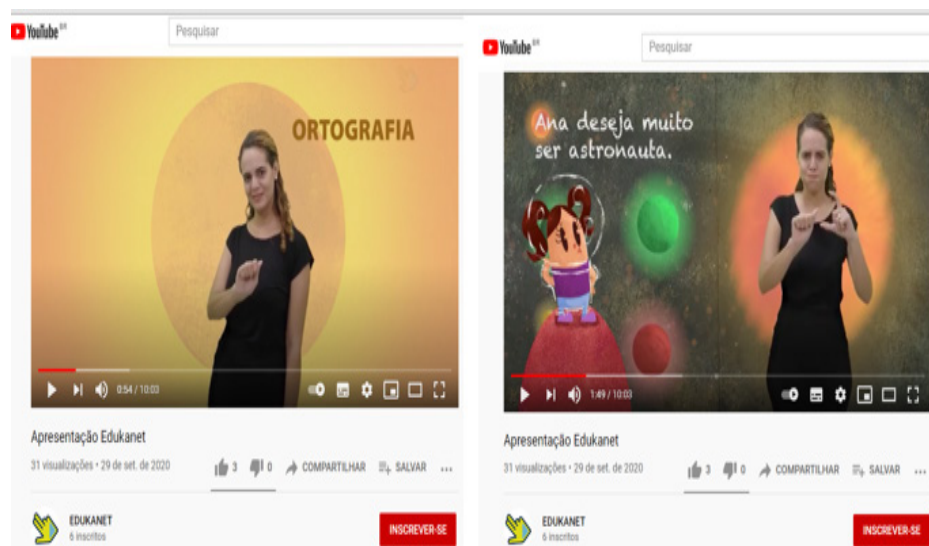 YouTube BR
Pesquisar
ORTOGRAFIA
0:54 / 10:03
Apresentação Edukanet
31 visualizações • 29 de set. de 2020
3
0
COMPARTILHAR
SALVAR
EDUKANET
6 inscritos
INSCREVER-SE
YouTube BR
Pesquisar
Ana deseja muito
ser astronauta.
1:49 / 10:03
Apresentação Edukanet
31 visualizações • 29 de set. de 2020
3
0
COMPARTILHAR
SALVAR
EDUKANET
6 inscritos
INSCREVER-SE